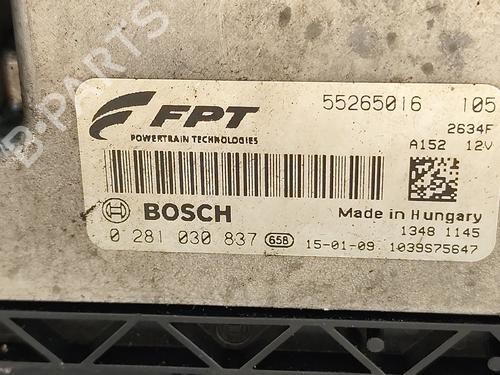 B-PARTS
FPT 55265016 105
POWERTRAIN TECHNOLOGIES 2634F
A152 12V
BOSCH Made in Hungary
1348 1145
0 281 030 837 658 15-01-09 1039S75647